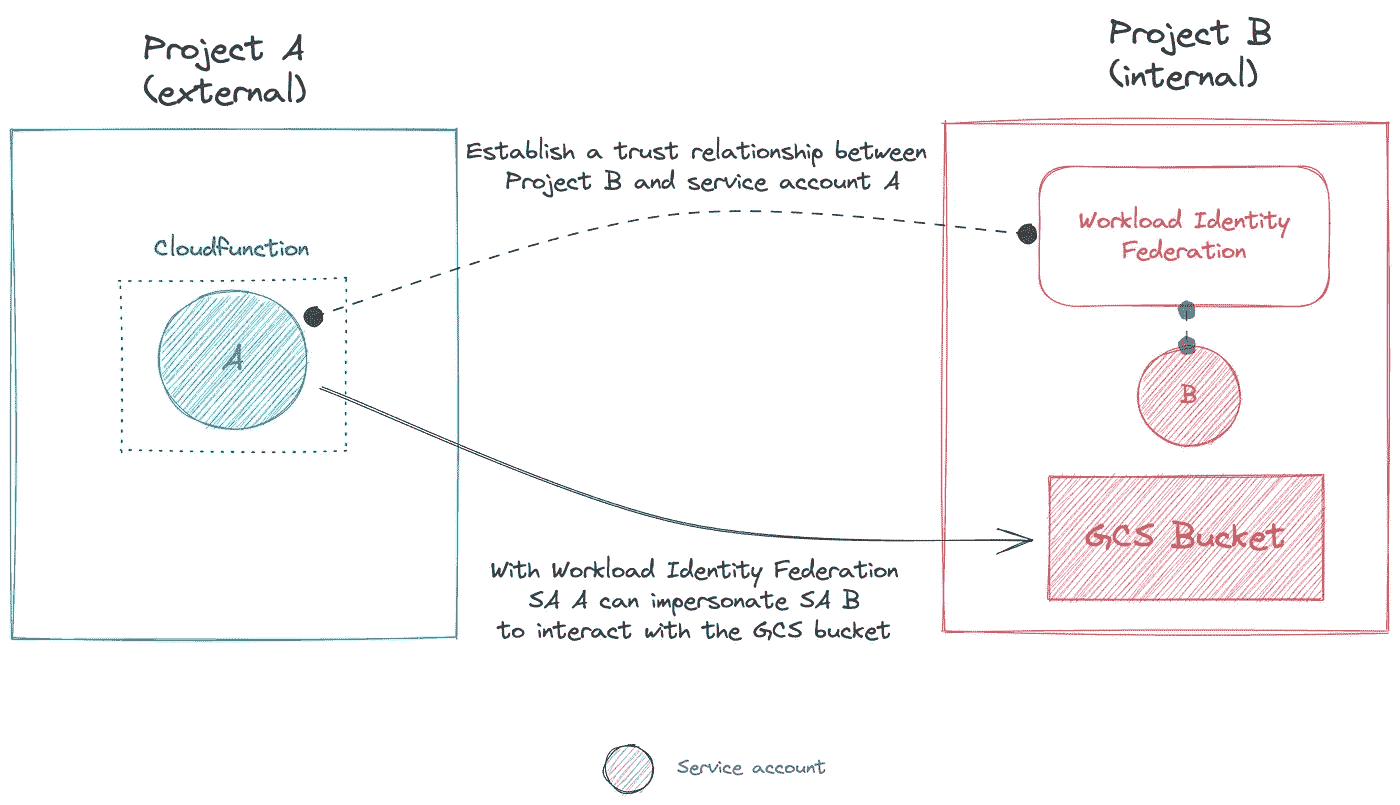 Project A
(external)
Project B
(internal)
Establish a trust relationship between
Project B and service account A
Cloudfunction
A
Workload Identity
Federation
B
GCS Bucket
With Workload Identity Federation
SA A can impersonate SA B
to interact with the GCS bucket
Service account